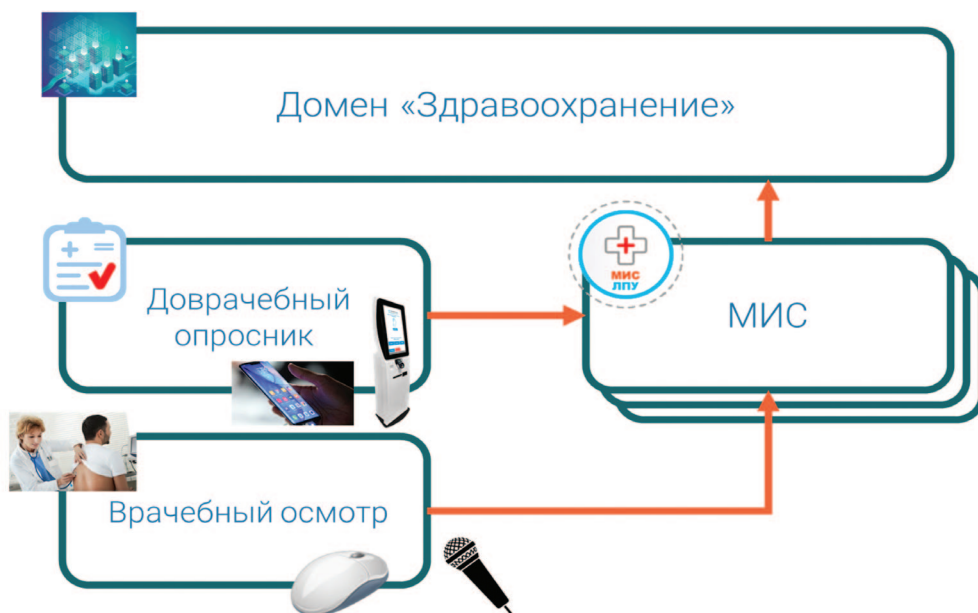 Домен «Здравоохранение»
Доврачебный
опросник
МИС
ЛПУ
МИС
Врачебный осмотр